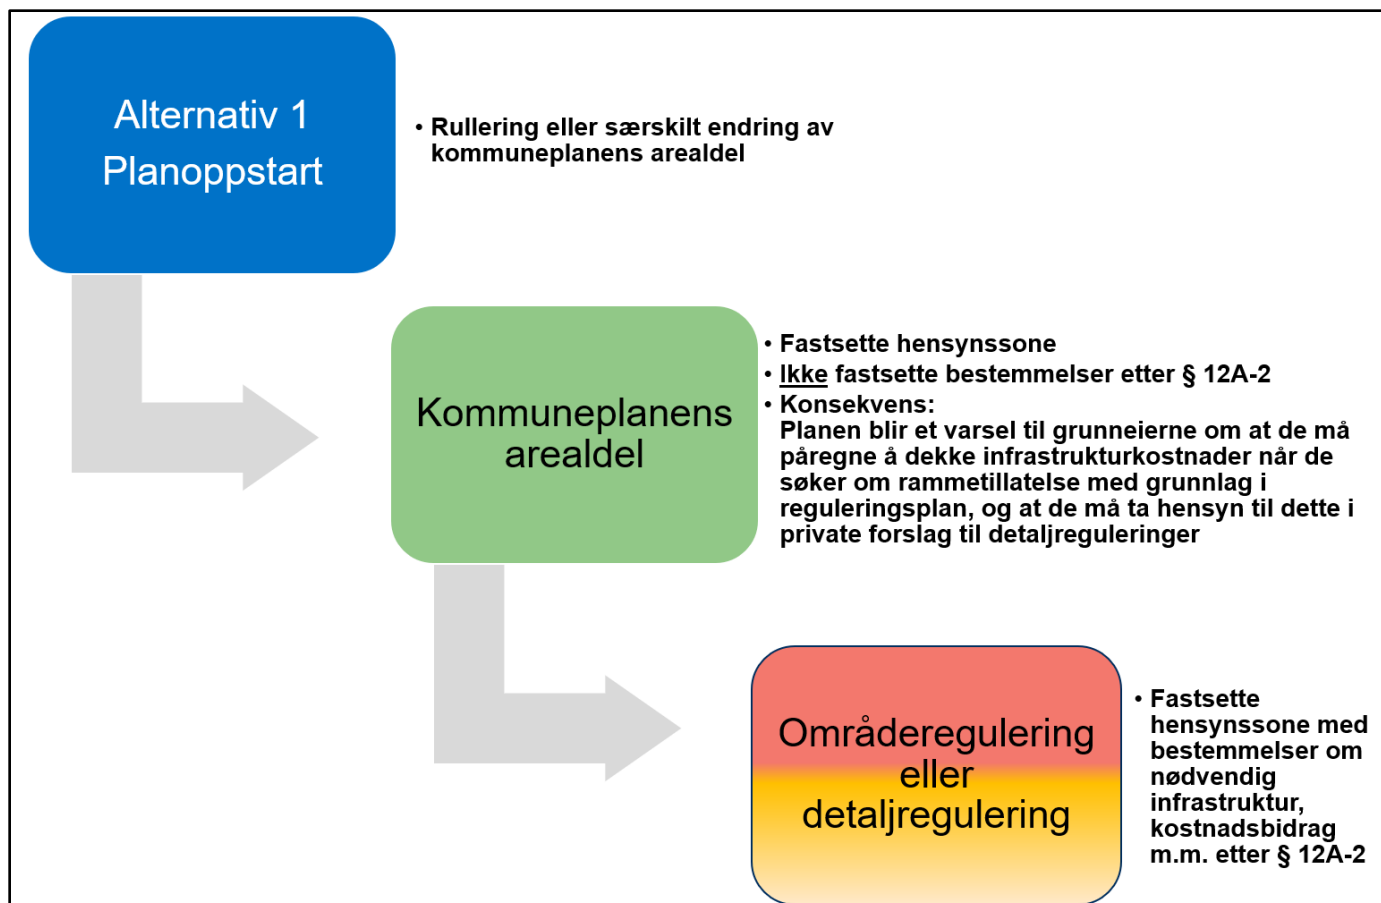 Alternativ 1
Planoppstart
• Rullering eller særskilt endring av
kommuneplanens arealdel
Kommuneplanens
arealdel
• Fastsette hensynssone
• Ikke fastsette bestemmelser etter § 12A-2
• Konsekvens:
Planen blir et varsel til grunneierne om at de må
påregne å dekke infrastrukturkostnader når de
søker om rammetillatelse med grunnlag i
reguleringsplan, og at de må ta hensyn til dette i
private forslag til detaljreguleringer
Områderegulering
eller
detaljregulering
• Fastsette
hensynssone med
bestemmelser om
nødvendig
infrastruktur,
kostnadsbidrag
m.m. etter § 12A-2